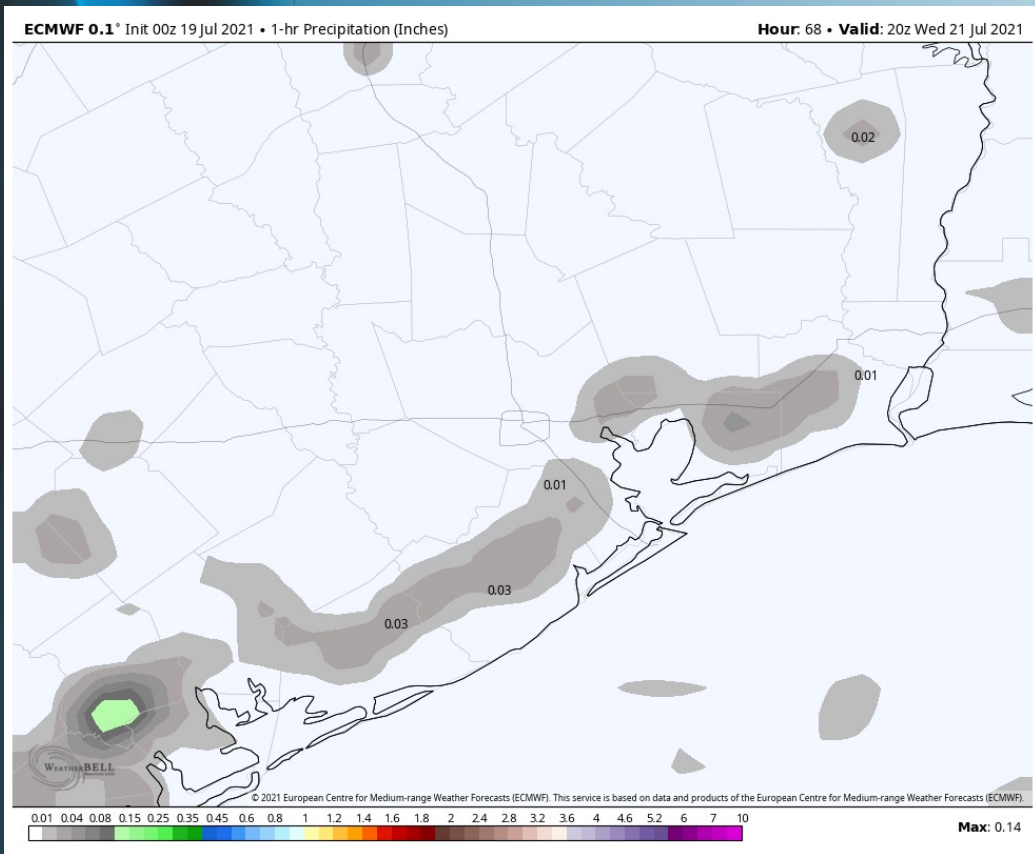 ECMWF 0.1° Init 00z 19 Jul 2021 • 1-hr Precipitation (Inches) Hour: 68 • Valid: 20z Wed 21 Jul 2021
0.02
0.01
0.01
0.03
0.03
WEATHERBELL
© 2021 European Centre for Medium-range Weather Forecasts (ECMWF). This service is based on data and products of the European Centre for Medium-range Weather Forecasts (ECMWF).
0.01 0.04 0.08 0.15 0.25 0.35 0.45 0.6 0.8 1 1.2 1.4 1.6 1.8 2 2.4 2.8 3.2 3.6 4 4.6 5.2 6 7 10
Max: 0.14